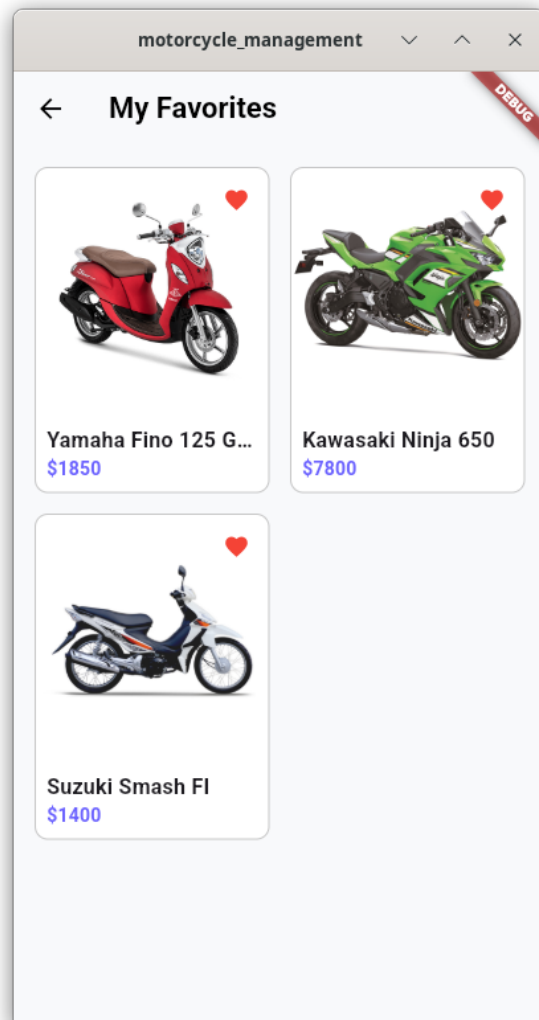 motorcycle_management
DEBUG
My Favorites
Yamaha Fino 125 G...
$1850
Kawasaki Ninja 650
$7800
Suzuki Smash FI
$1400